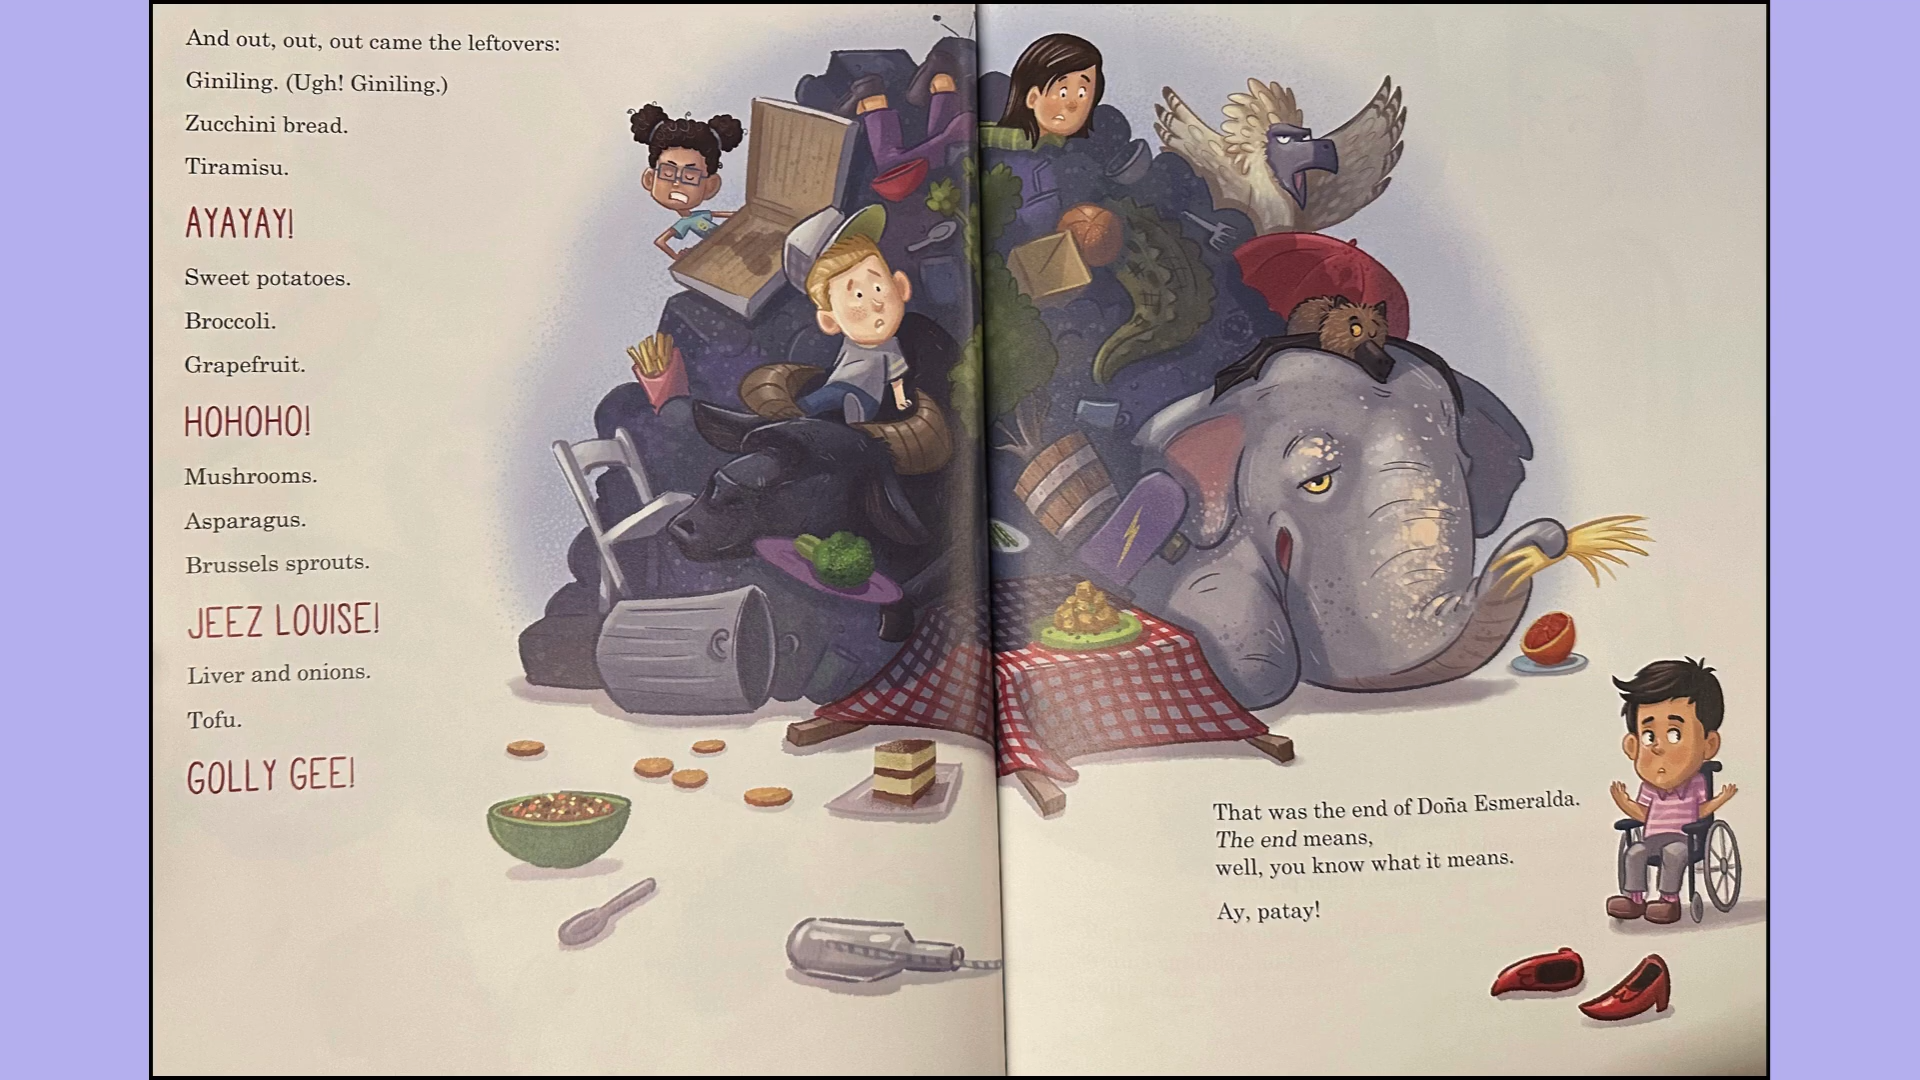 And out, out, out came the leftovers:
Giniling. (Ugh! Giniling.)
Zucchini bread.
Tiramisu.
AYAYAY!
Sweet potatoes.
Broccoli.
Grapefruit.
HOHOHO!
Mushrooms.
Asparagus.
Brussels sprouts.
JEEZ LOUISE!
Liver and onions.
Tofu.
GOLLY GEE!
That was the end of Doña Esmeralda.
The end means,
well, you know what it means.
Ay, patay!